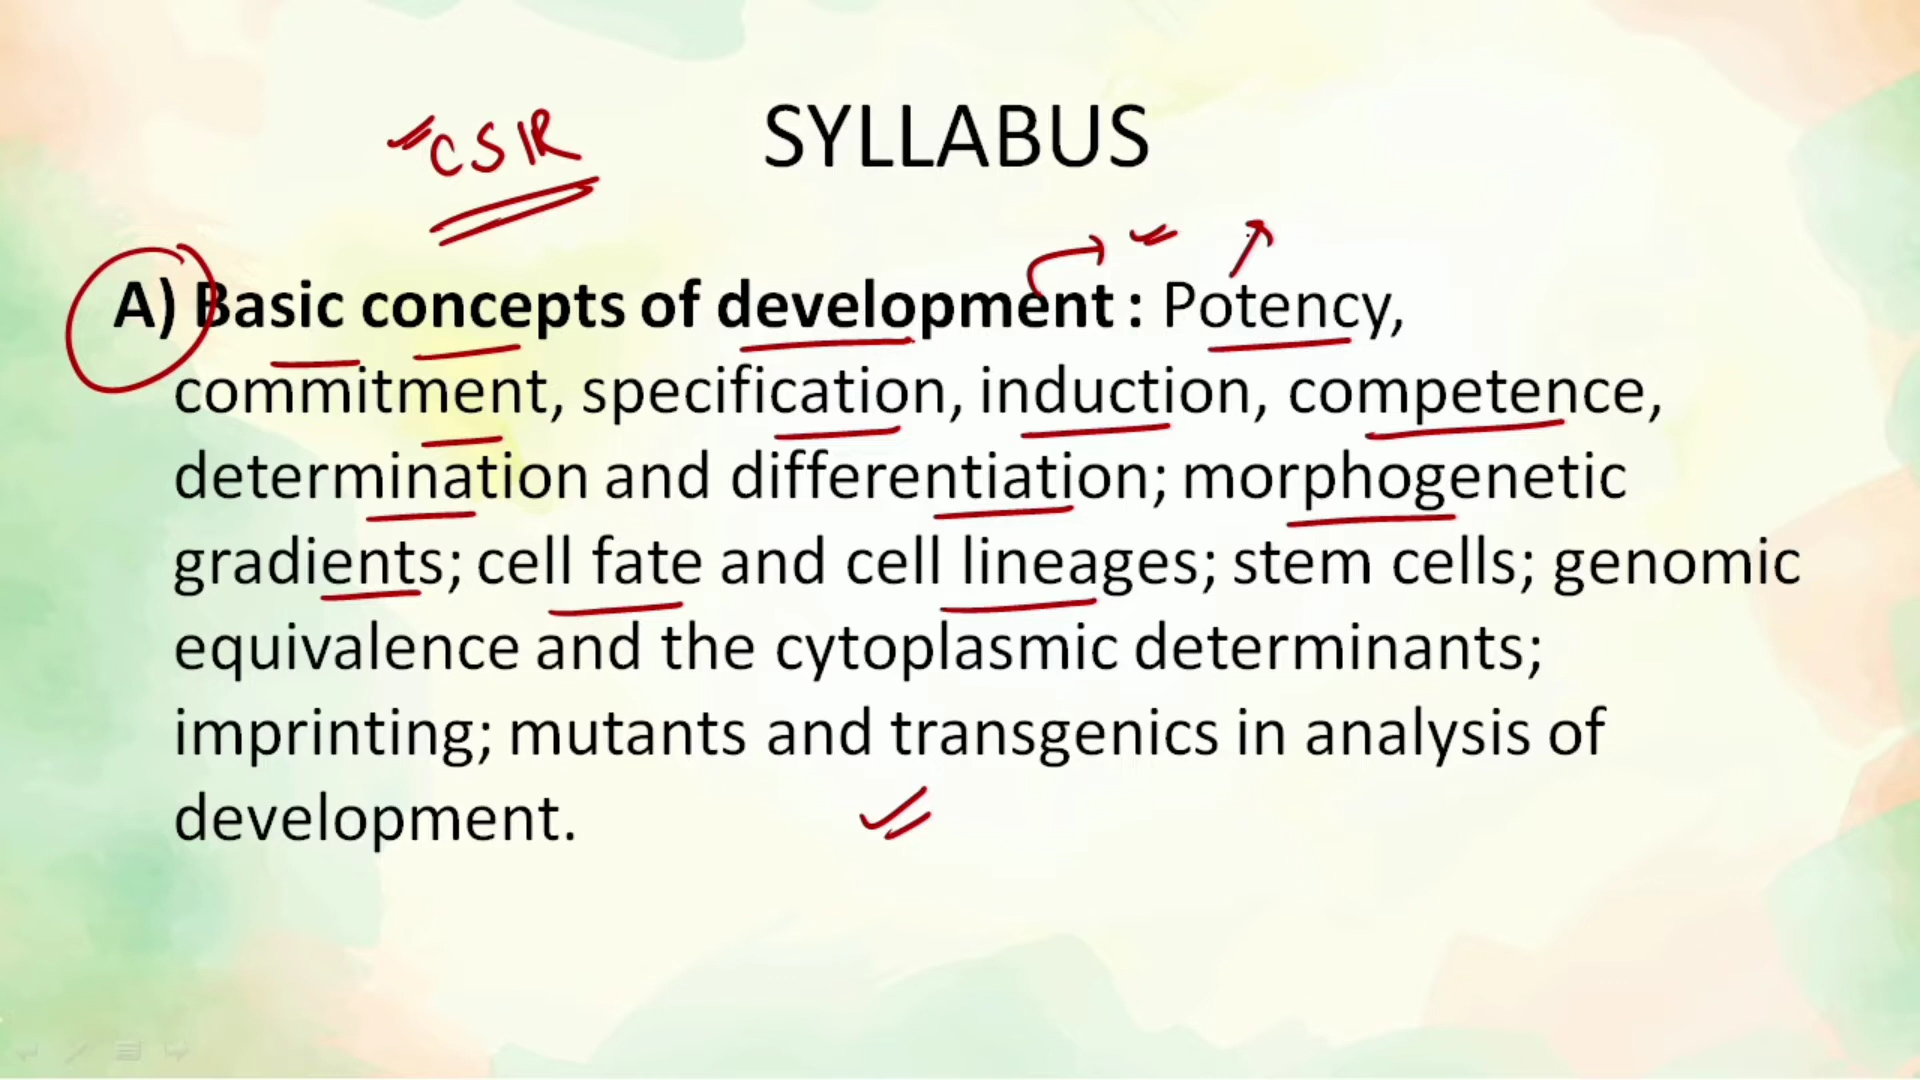 CSIR
SYLLABUS
A) Basic concepts of development : Potency,
commitment, specification, induction, competence,
determination and differentiation; morphogenetic
gradients; cell fate and cell lineages; stem cells; genomic
equivalence and the cytoplasmic determinants;
imprinting; mutants and transgenics in analysis of
development.